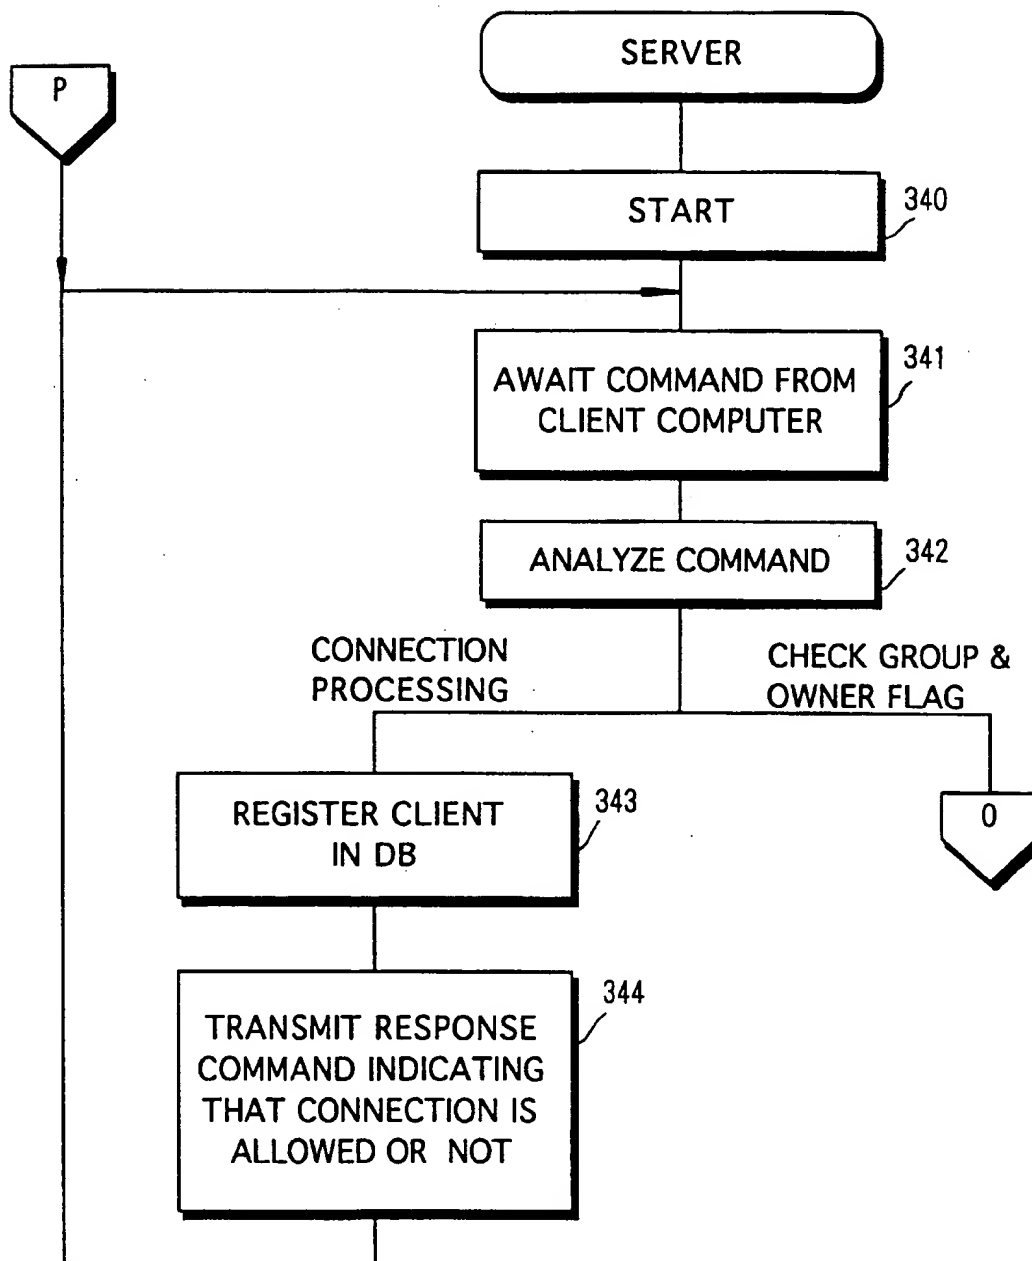 SERVER
P
START
340
AWAIT COMMAND FROM
CLIENT COMPUTER
341
ANALYZE COMMAND
342
CONNECTION
PROCESSING
CHECK GROUP &
OWNER FLAG
REGISTER CLIENT
IN DB
343
O
TRANSMIT RESPONSE
COMMAND INDICATING
THAT CONNECTION IS
ALLOWED OR NOT
344